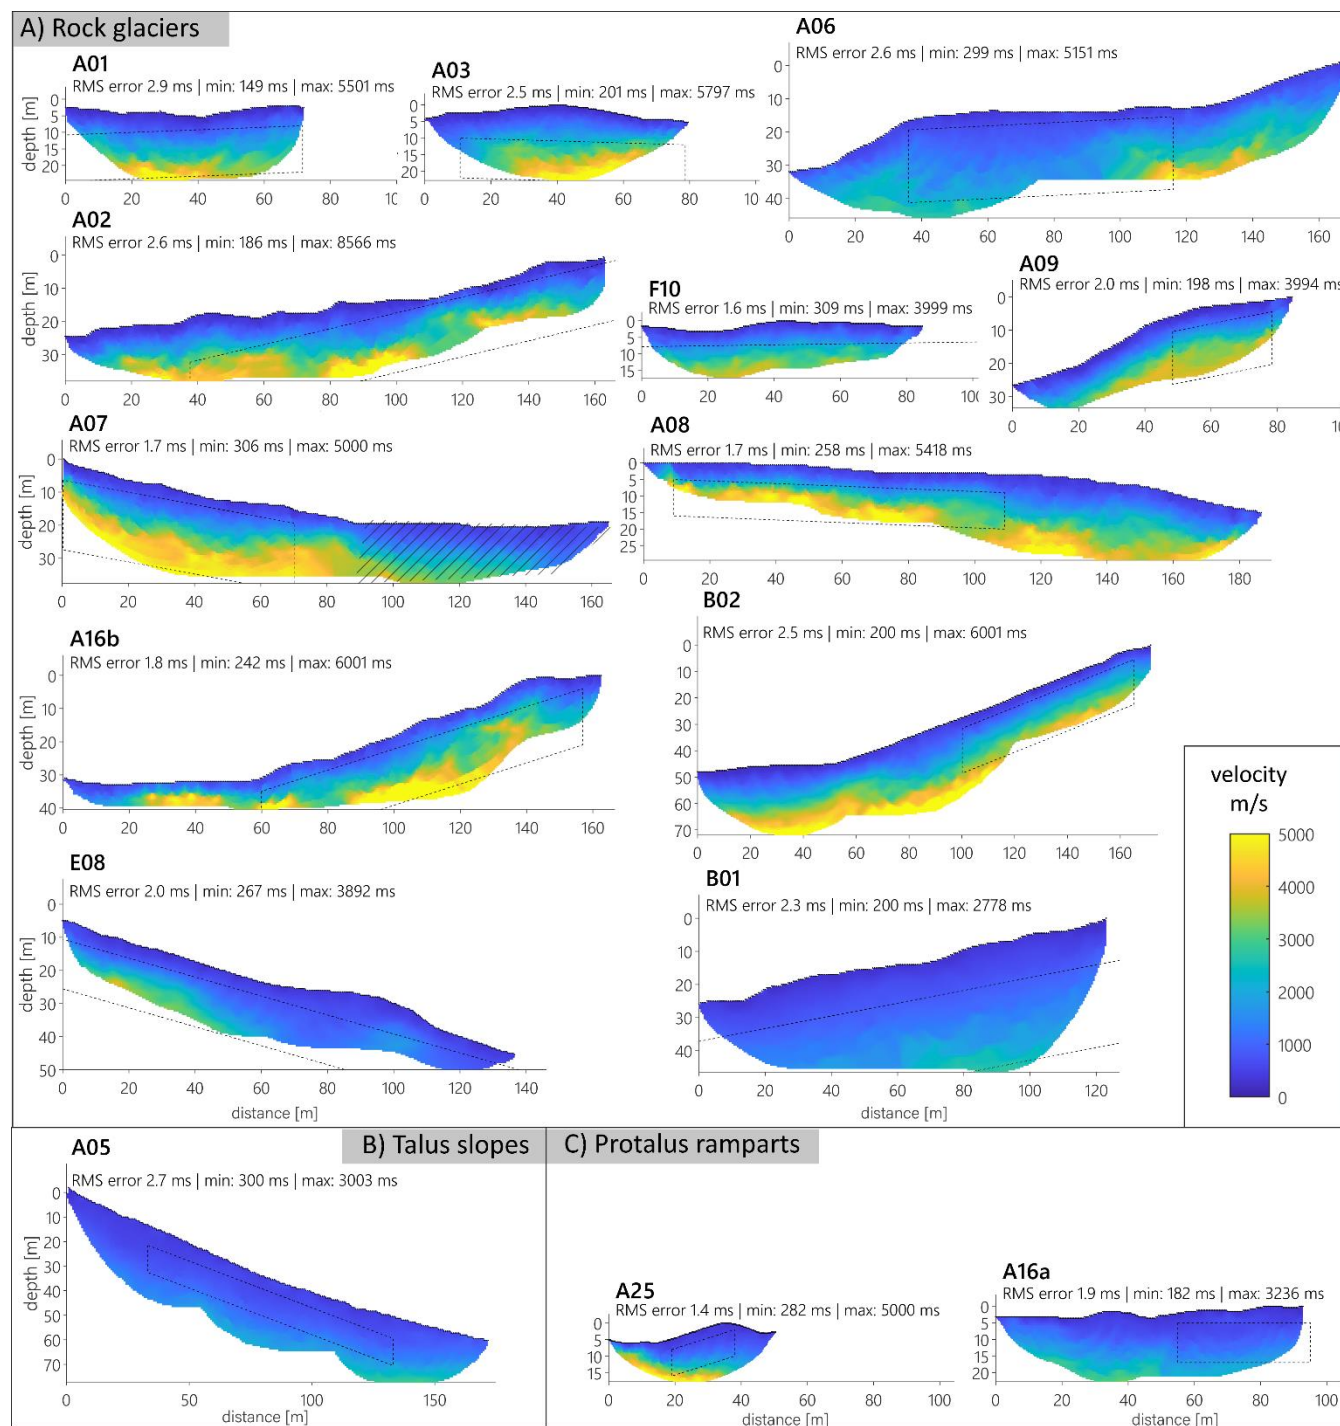 A) Rock glaciers
A01
RMS error 2.9 ms | min: 149 ms | max: 5501 ms
depth [m]
0
5
10
15
20
0 20 40 60 80 10
A03
RMS error 2.5 ms | min: 201 ms | max: 5797 ms
0
5
10
15
20
0 20 40 60 80 10
A06
RMS error 2.6 ms | min: 299 ms | max: 5151 ms
0
10
20
30
40
0 20 40 60 80 100 120 140 160
A02
RMS error 2.6 ms | min: 186 ms | max: 8566 ms
depth [m]
0
10
20
30
0 20 40 60 80 100 120 140 160
F10
RMS error 1.6 ms | min: 309 ms | max: 3999 ms
0
5
10
15
0 20 40 60 80 10
A09
RMS error 2.0 ms | min: 198 ms | max: 3994 ms
0
10
20
30
0 20 40 60 80 10
A07
RMS error 1.7 ms | min: 306 ms | max: 5000 ms
depth [m]
0
10
20
30
0 20 40 60 80 100 120 140 160
A08
RMS error 1.7 ms | min: 258 ms | max: 5418 ms
0
5
10
15
20
25
0 20 40 60 80 100 120 140 160 180
A16b
RMS error 1.8 ms | min: 242 ms | max: 6001 ms
depth [m]
0
10
20
30
40
0 20 40 60 80 100 120 140 160
B02
RMS error 2.5 ms | min: 200 ms | max: 6001 ms
0
10
20
30
40
50
60
70
0 20 40 60 80 100 120 140 160
E08
RMS error 2.0 ms | min: 267 ms | max: 3892 ms
depth [m]
0
10
20
30
40
50
0 20 40 60 80 100 120 140
distance [m]
B01
RMS error 2.3 ms | min: 200 ms | max: 2778 ms
0
10
20
30
40
0 20 40 60 80 100 120
distance [m]
velocity
m/s
5000
4000
3000
2000
1000
0
B) Talus slopes
A05
RMS error 2.7 ms | min: 300 ms | max: 3003 ms
depth [m]
0
10
20
30
40
50
60
70
0 50 100 150
distance [m]
C) Protalus ramparts
A25
RMS error 1.4 ms | min: 282 ms | max: 5000 ms
0
5
10
15
0 20 40 60 80 100
distance [m]
A16a
RMS error 1.9 ms | min: 182 ms | max: 3236 ms
0
5
10
15
20
0 20 40 60 80 100
distance [m]